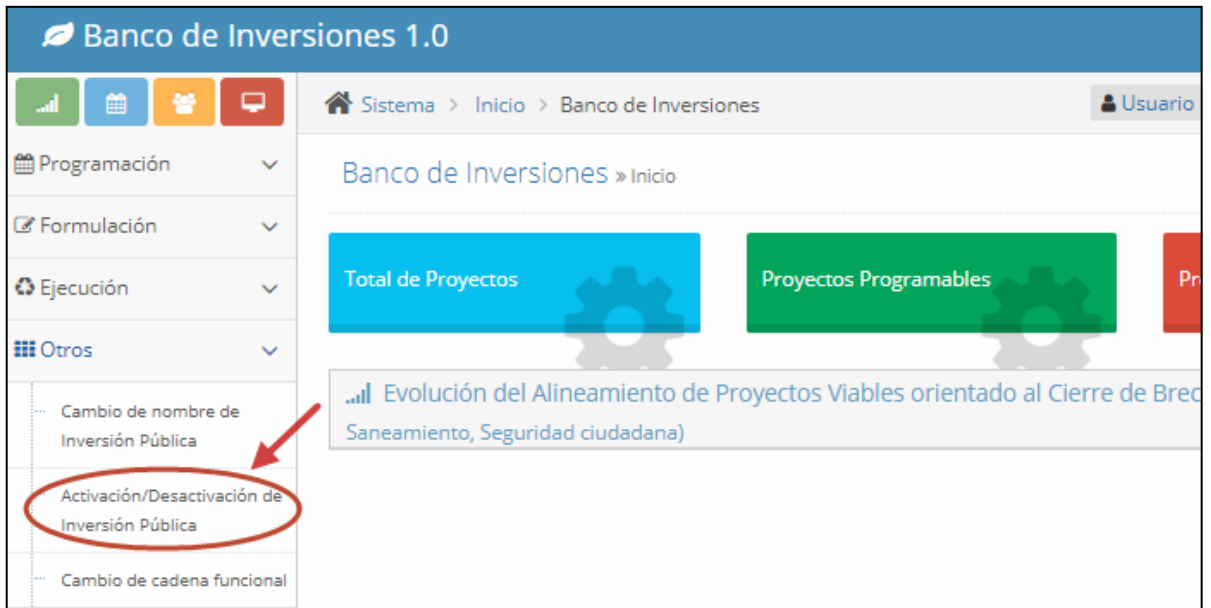 Banco de Inversiones 1.0
Sistema > Inicio > Banco de Inversiones
Usuario
Programación
Formulación
Ejecución
Otros
Cambio de nombre de
Inversión Pública
Activación/Desactivación de
Inversión Pública
Cambio de cadena funcional
Banco de Inversiones » Inicio
Total de Proyectos
Proyectos Programables
Pr
Evolución del Alineamiento de Proyectos Viables orientado al Cierre de Brec
Saneamiento, Seguridad ciudadana)